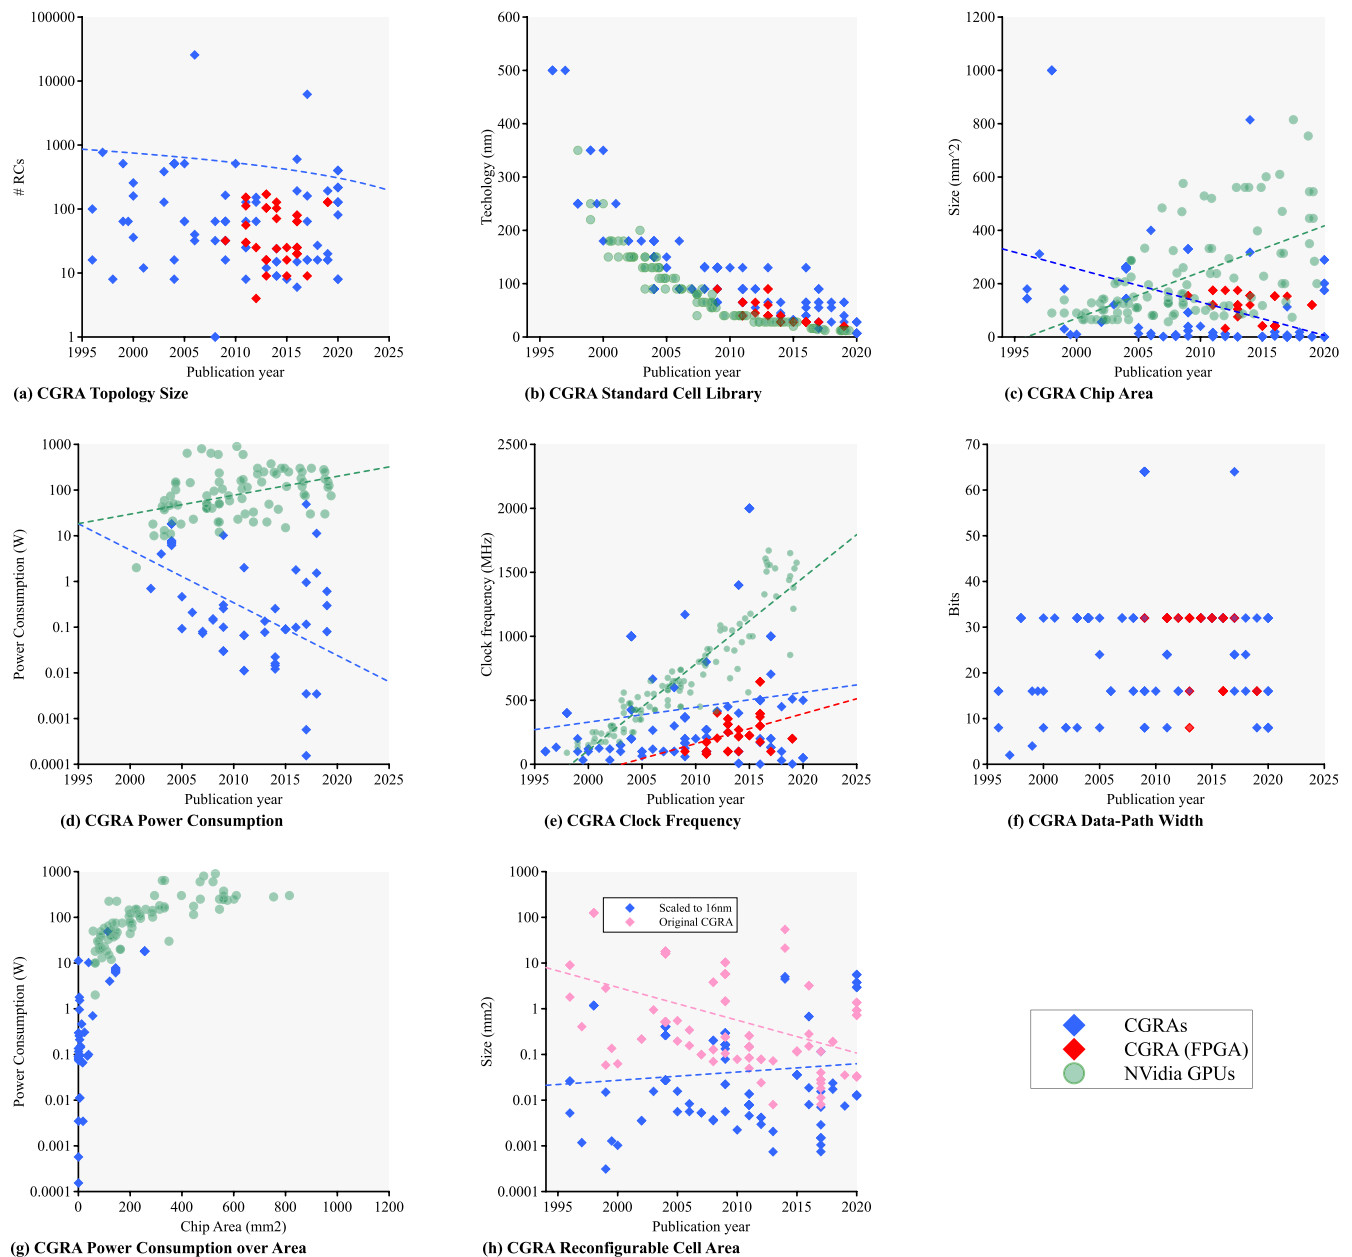 100000
10000
1000
100
10
1
# RCs
1995 2000 2005 2010 2015 2020 2025
Publication year
(a) CGRA Topology Size
600
500
400
300
200
100
0
Techology (nm)
1995 2000 2005 2010 2015 2020
Publication year
(b) CGRA Standard Cell Library
1200
1000
800
600
400
200
0
Size (mm^2)
1995 2000 2005 2010 2015 2020
Publication year
(c) CGRA Chip Area
1000
100
10
1
0.1
0.01
0.001
0.0001
Power Consumption (W)
1995 2000 2005 2010 2015 2020 2025
Publication year
(d) CGRA Power Consumption
2500
2000
1500
1000
500
0
Clock frequency (MHz)
1995 2000 2005 2010 2015 2020 2025
Publication year
(e) CGRA Clock Frequency
70
60
50
40
30
20
10
0
Bits
1995 2000 2005 2010 2015 2020 2025
Publication year
(f) CGRA Data-Path Width
1000
100
10
1
0.1
0.01
0.001
0.0001
Power Consumption (W)
0 200 400 600 800 1000 1200
Chip Area (mm2)
(g) CGRA Power Consumption over Area
1000
100
10
1
0.1
0.01
0.001
0.0001
Size (mm2)
Scaled to 16nm
Original CGRA
1995 2000 2005 2010 2015 2020
Publication year
(h) CGRA Reconfigurable Cell Area
CGRAs
CGRA (FPGA)
NVidia GPUs